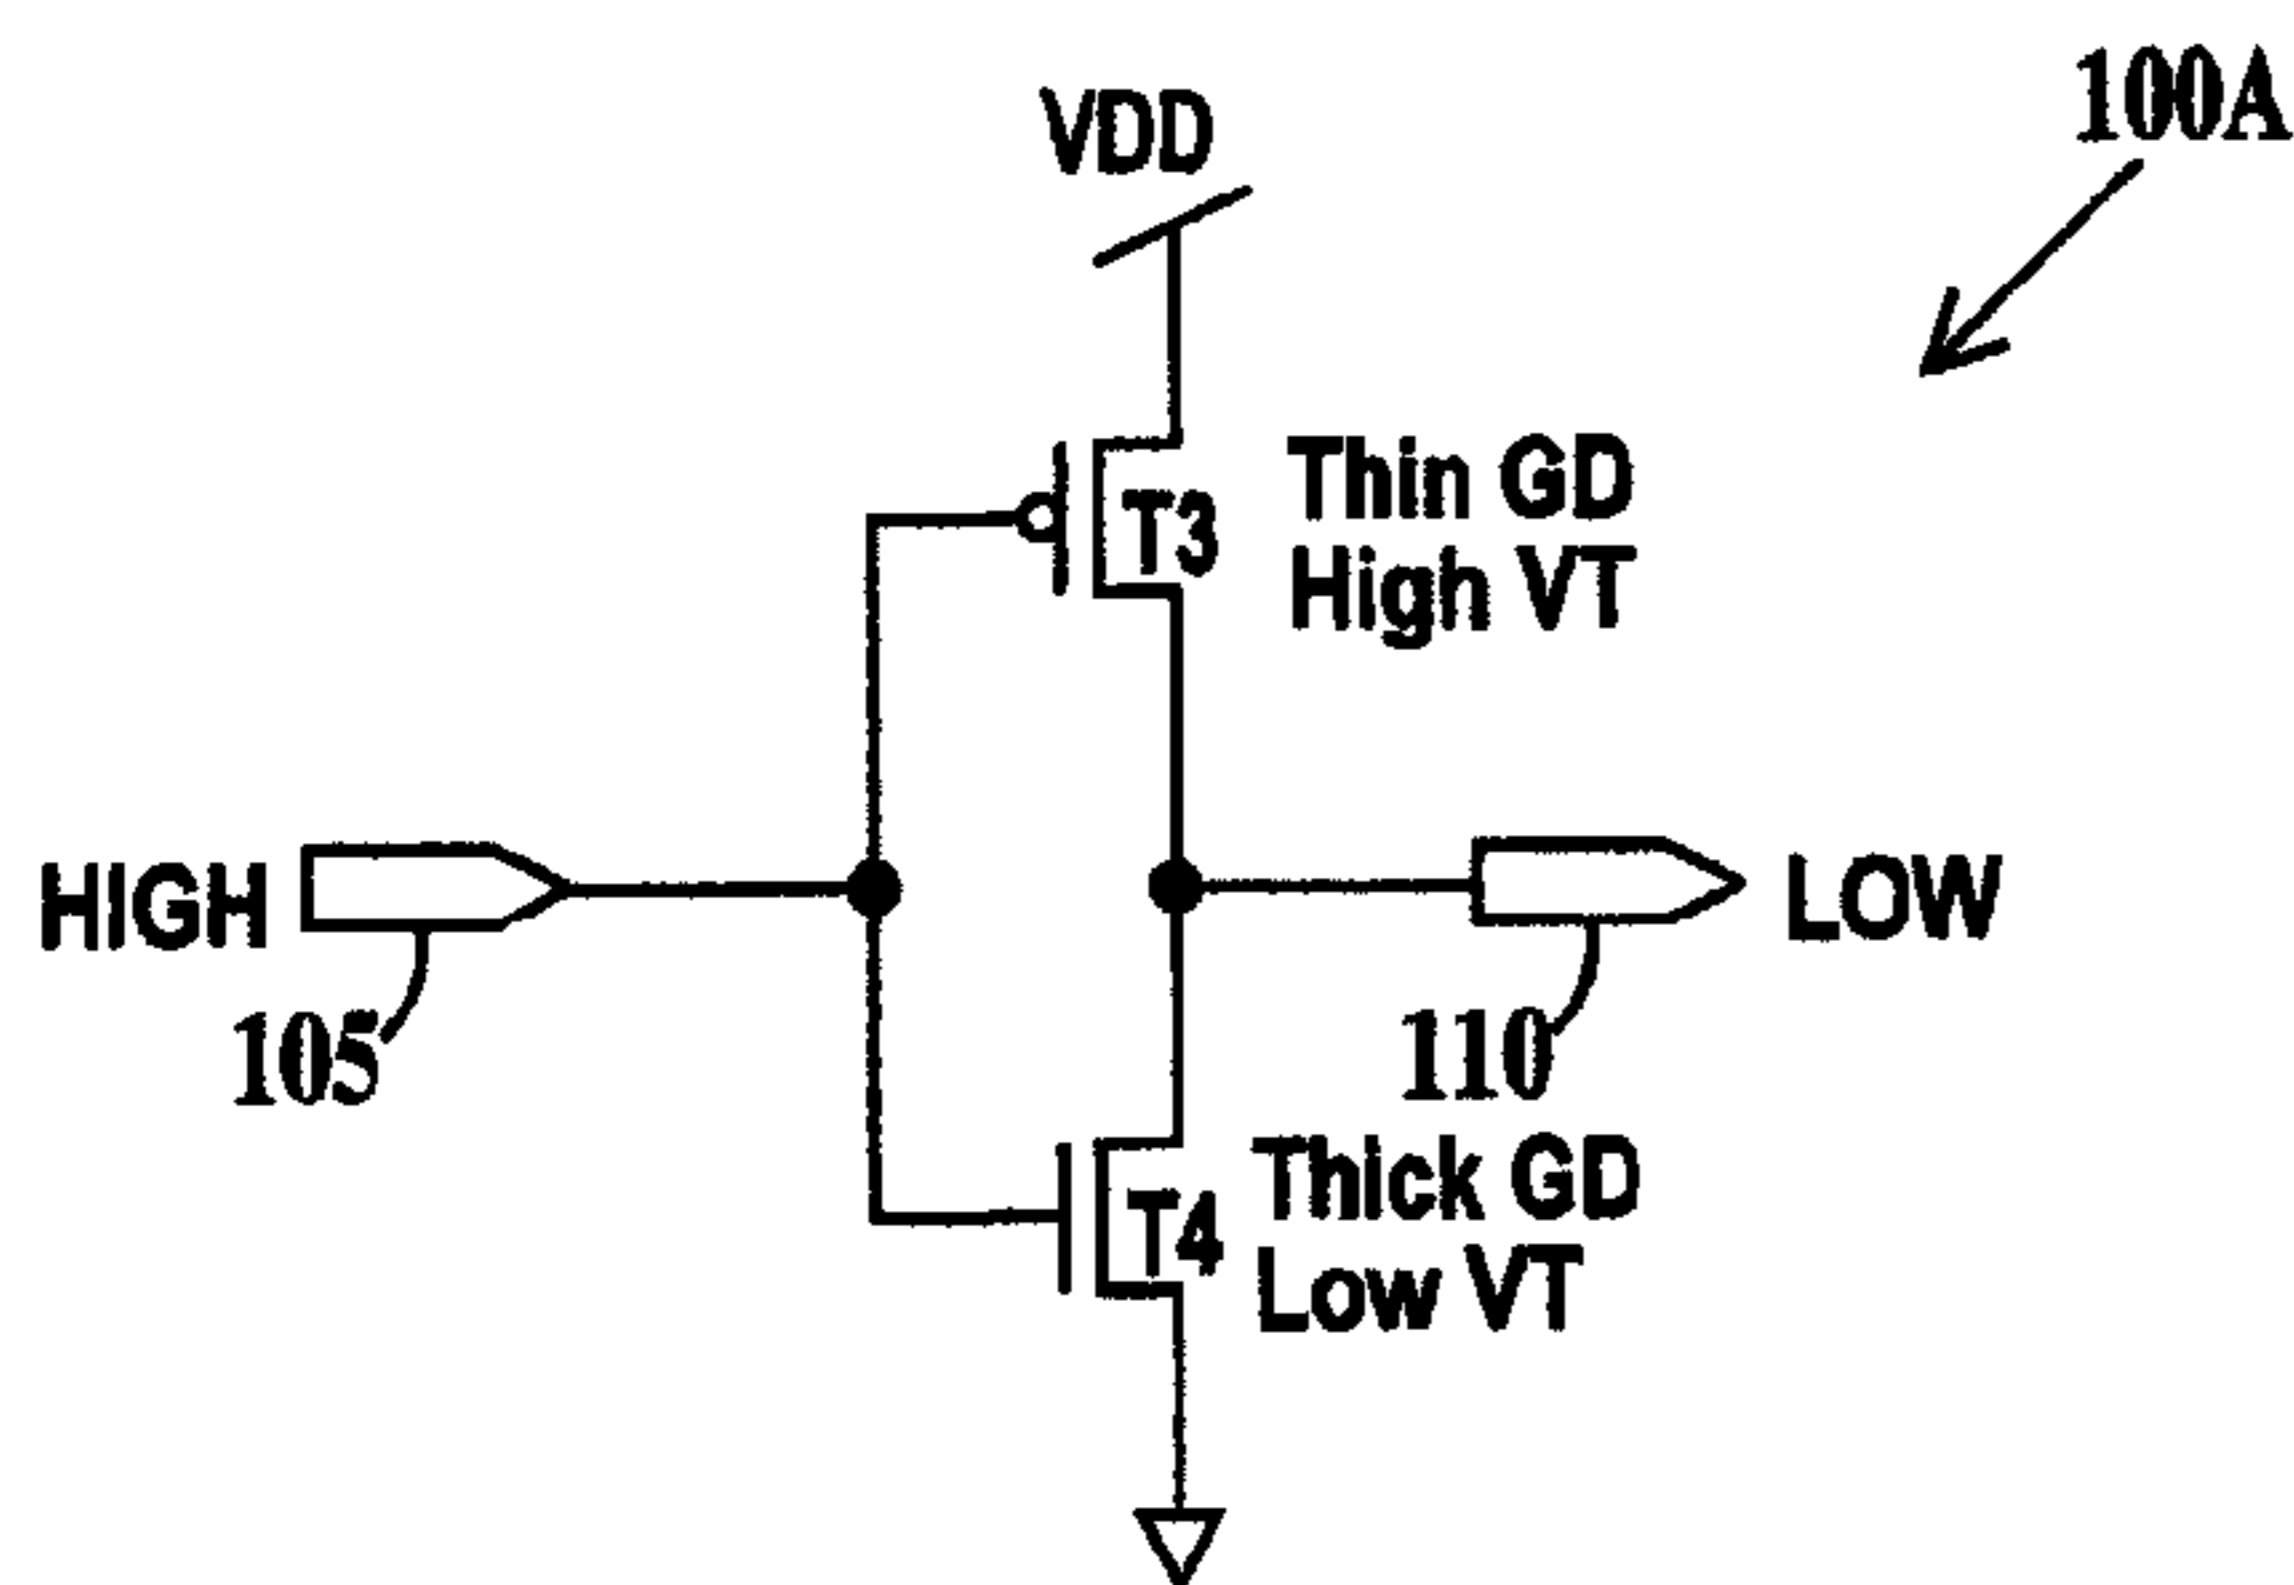 100A
VDD
T3
Thin GD
High VT
HIGH
LOW
105
110
T4
Thick GD
Low VT